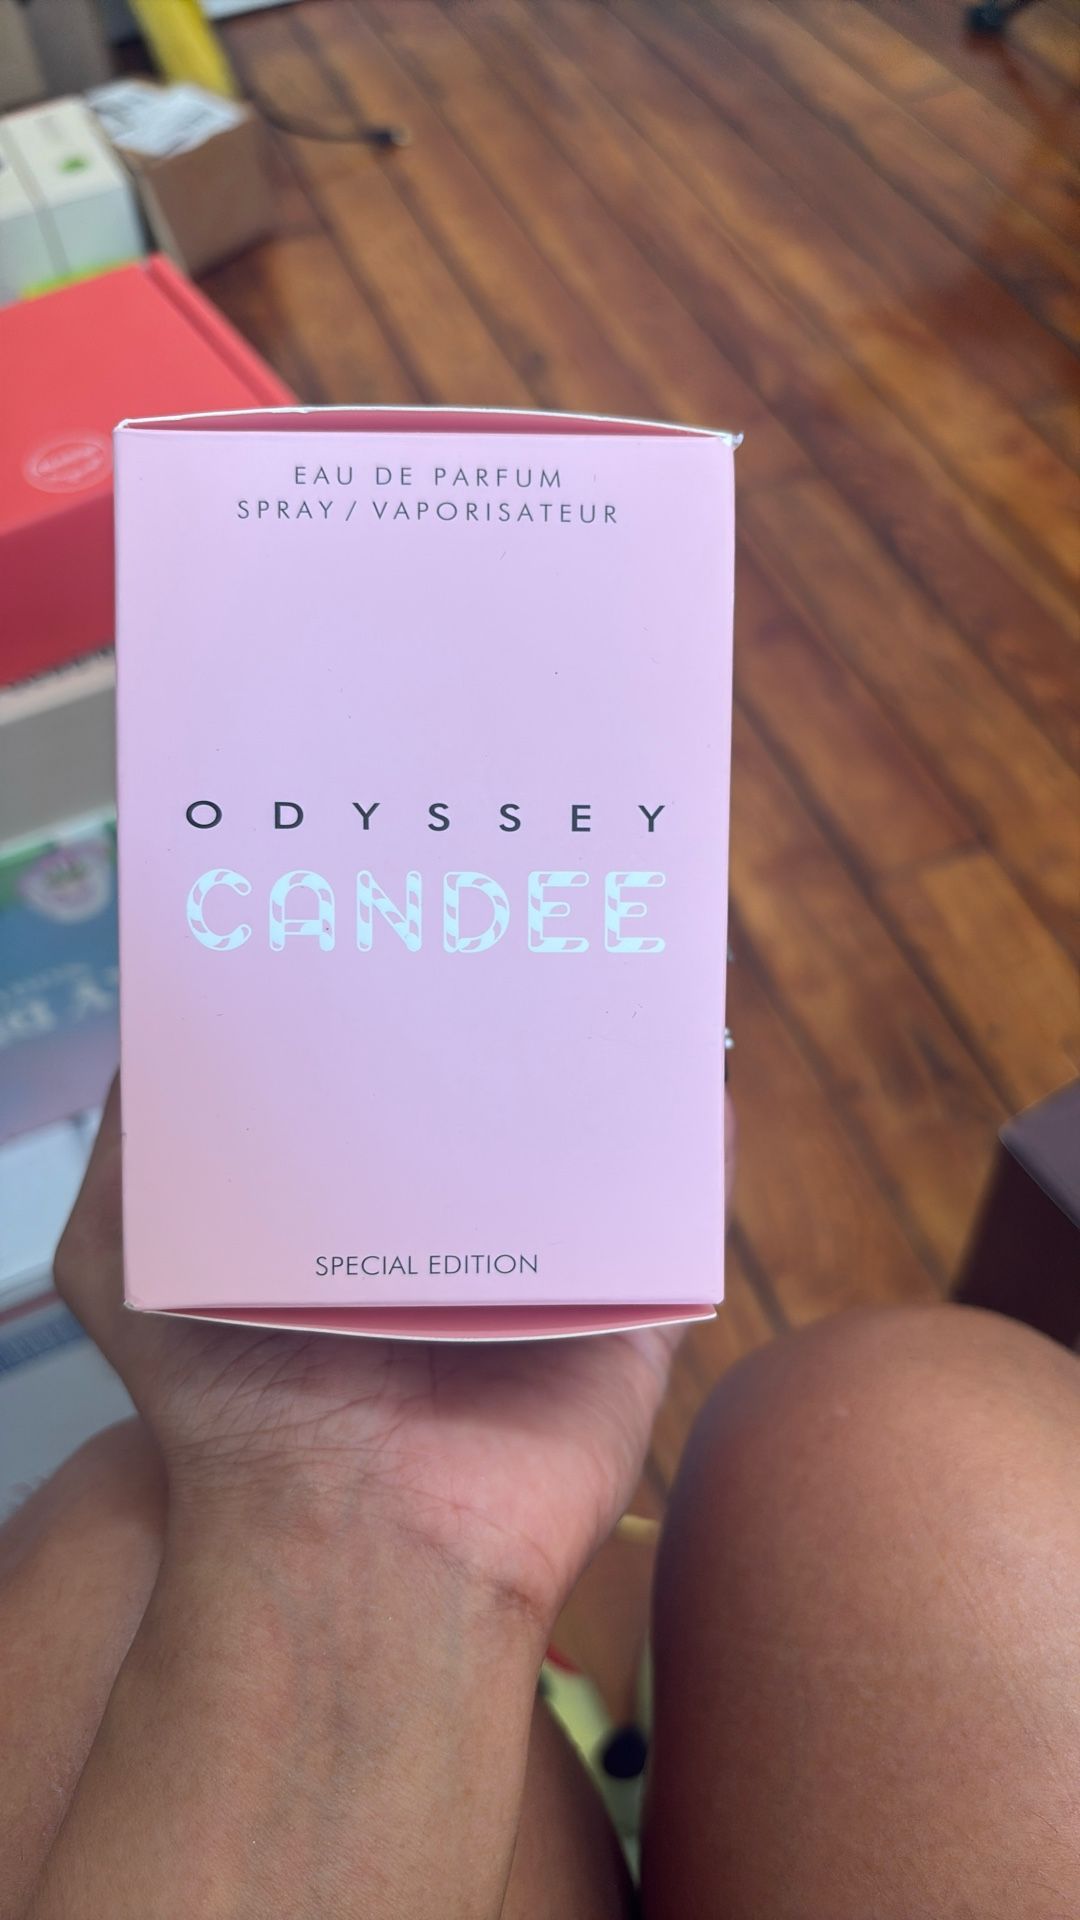 EAU DE PARFUM
SPRAY / VAPORISATEUR
ODYSSEY
CANDEE
SPECIAL EDITION